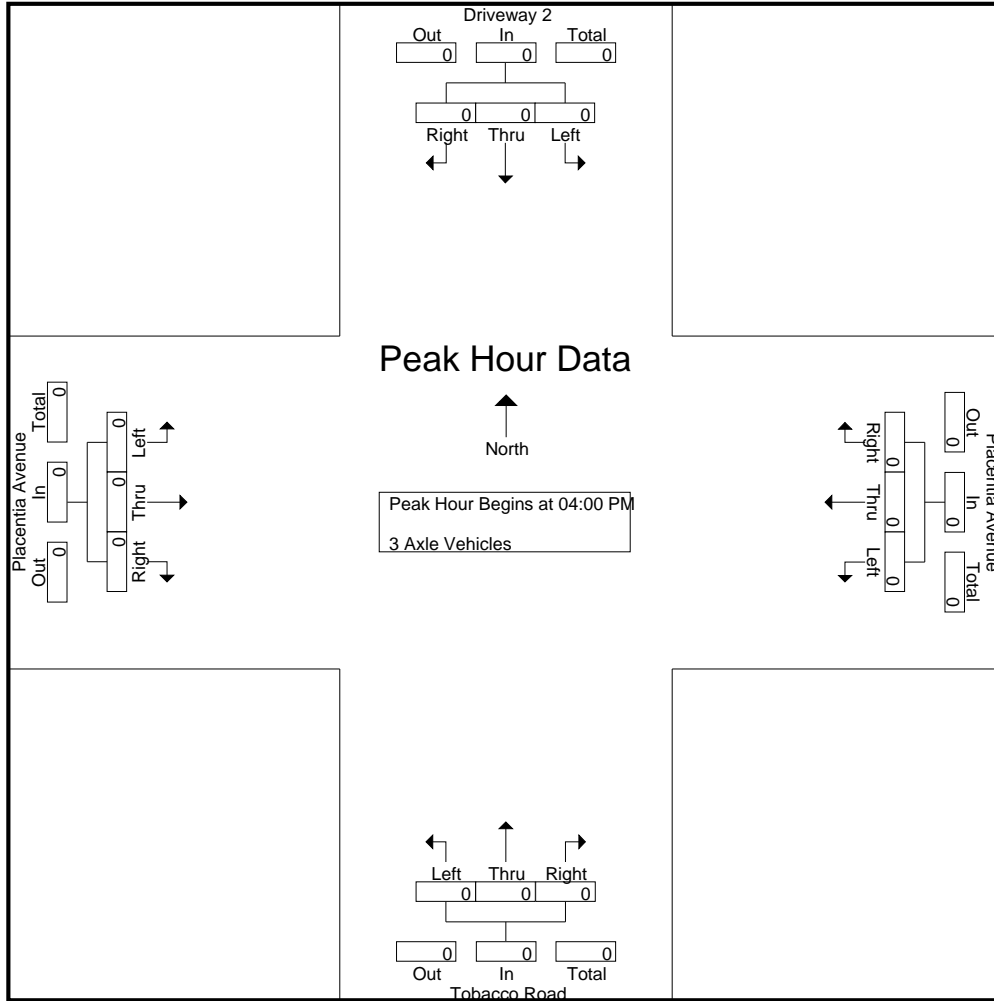 Driveway 2
Out In Total
0 0 0
0 0 0
Right Thru Left
Peak Hour Data
North
Peak Hour Begins at 04:00 PM
3 Axle Vehicles
Placentia Avenue
Out In Total
0 0 0
0 0 0
Right Thru Left
Placentia Avenue
Out In Total
0 0 0
0 0 0
Right Thru Left
Left Thru Right
0 0 0
0 0 0
Out In Total
Tobacco Road